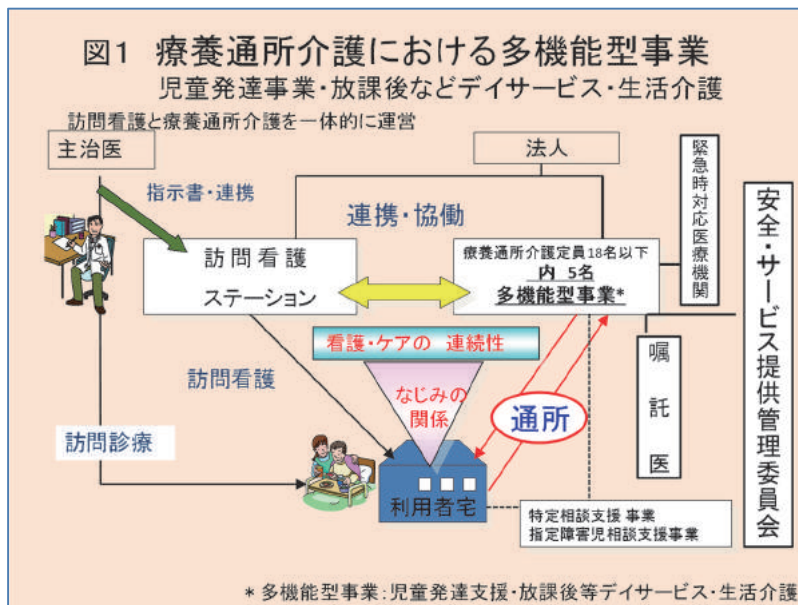 図1 療養通所介護における多機能型事業
児童発達事業・放課後などデイサービス・生活介護
訪問看護と療養通所介護を一体的に運営
主治医
法人
緊急時対応医療機関
安全・サービス提供管理委員会
指示書・連携
連携・協働
訪問看護
ステーション
療養通所介護定員18名以下
内 5名
多機能型事業*
看護・ケアの 連続性
嘱託医
訪問看護
なじみの
関係
通所
訪問診療
利用者宅
特定相談支援 事業
指定障害児相談支援事業
* 多機能型事業:児童発達支援・放課後等デイサービス・生活介護